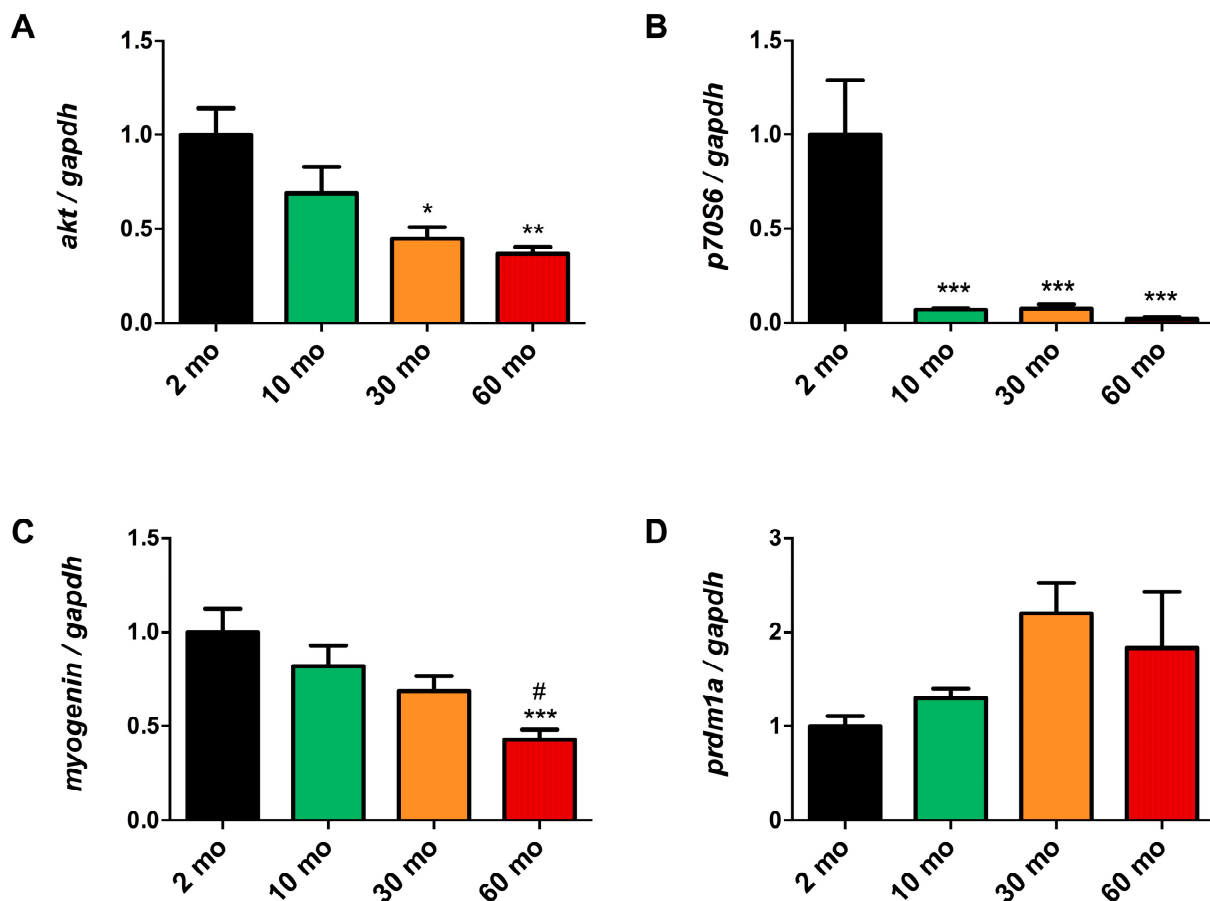 A
akt / gapdh
1.5
1.0
0.5
0.0
*
**
2 mo
10 mo
30 mo
60 mo
B
p70S6 / gapdh
1.5
1.0
0.5
0.0
***
***
***
2 mo
10 mo
30 mo
60 mo
C
myogenin / gapdh
1.5
1.0
0.5
0.0
#
***
2 mo
10 mo
30 mo
60 mo
D
prdm1a / gapdh
3
2
1
0
2 mo
10 mo
30 mo
60 mo